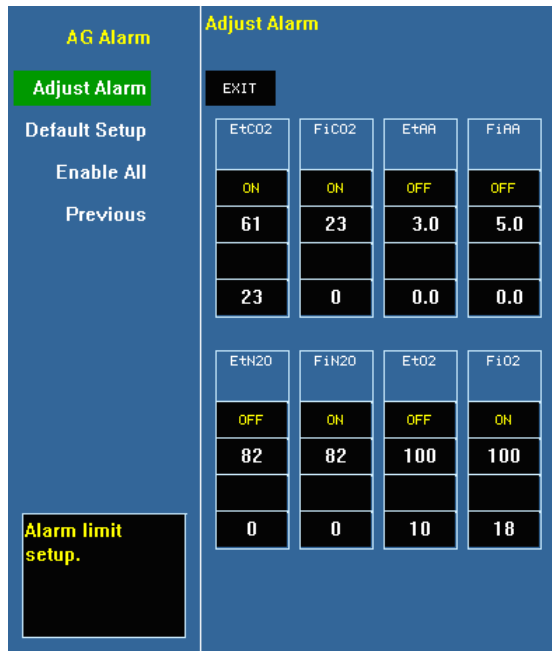 AG Alarm
Adjust Alarm
Default Setup
Enable All
Previous
Alarm limit
setup.
Adjust Alarm
EXIT
EtCO2 FiCO2 EtAA FiAA
ON ON OFF OFF
61 23 3.0 5.0
23 0 0.0 0.0
EtN2O FiN2O EtO2 FiO2
OFF ON OFF ON
82 82 100 100
0 0 10 18